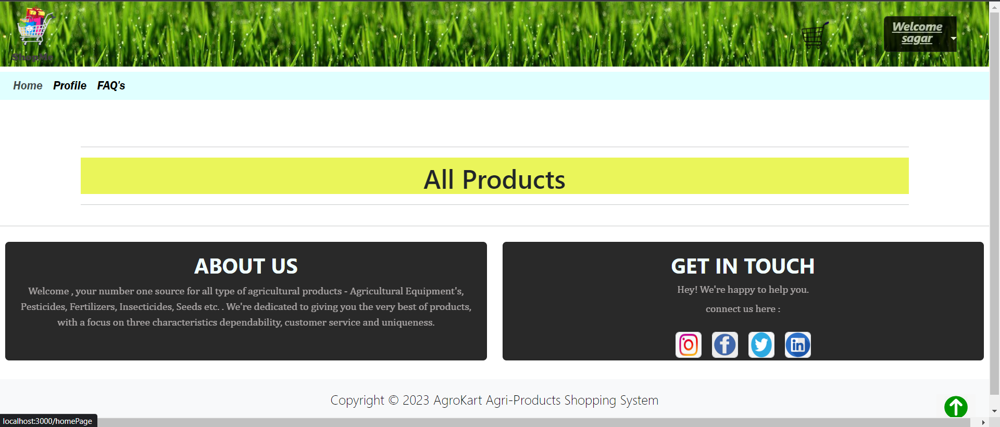 ShopMe
Welcome
sagar
Home Profile FAQ's
All Products
ABOUT US
Welcome , your number one source for all type of agricultural products - Agricultural Equipment's,
Pesticides, Fertilizers, Insecticides, Seeds etc. . We're dedicated to giving you the very best of products,
with a focus on three characteristics dependability, customer service and uniqueness.
GET IN TOUCH
Hey! We're happy to help you.
connect us here :
Copyright © 2023 AgroKart Agri-Products Shopping System
localhost:3000/homePage